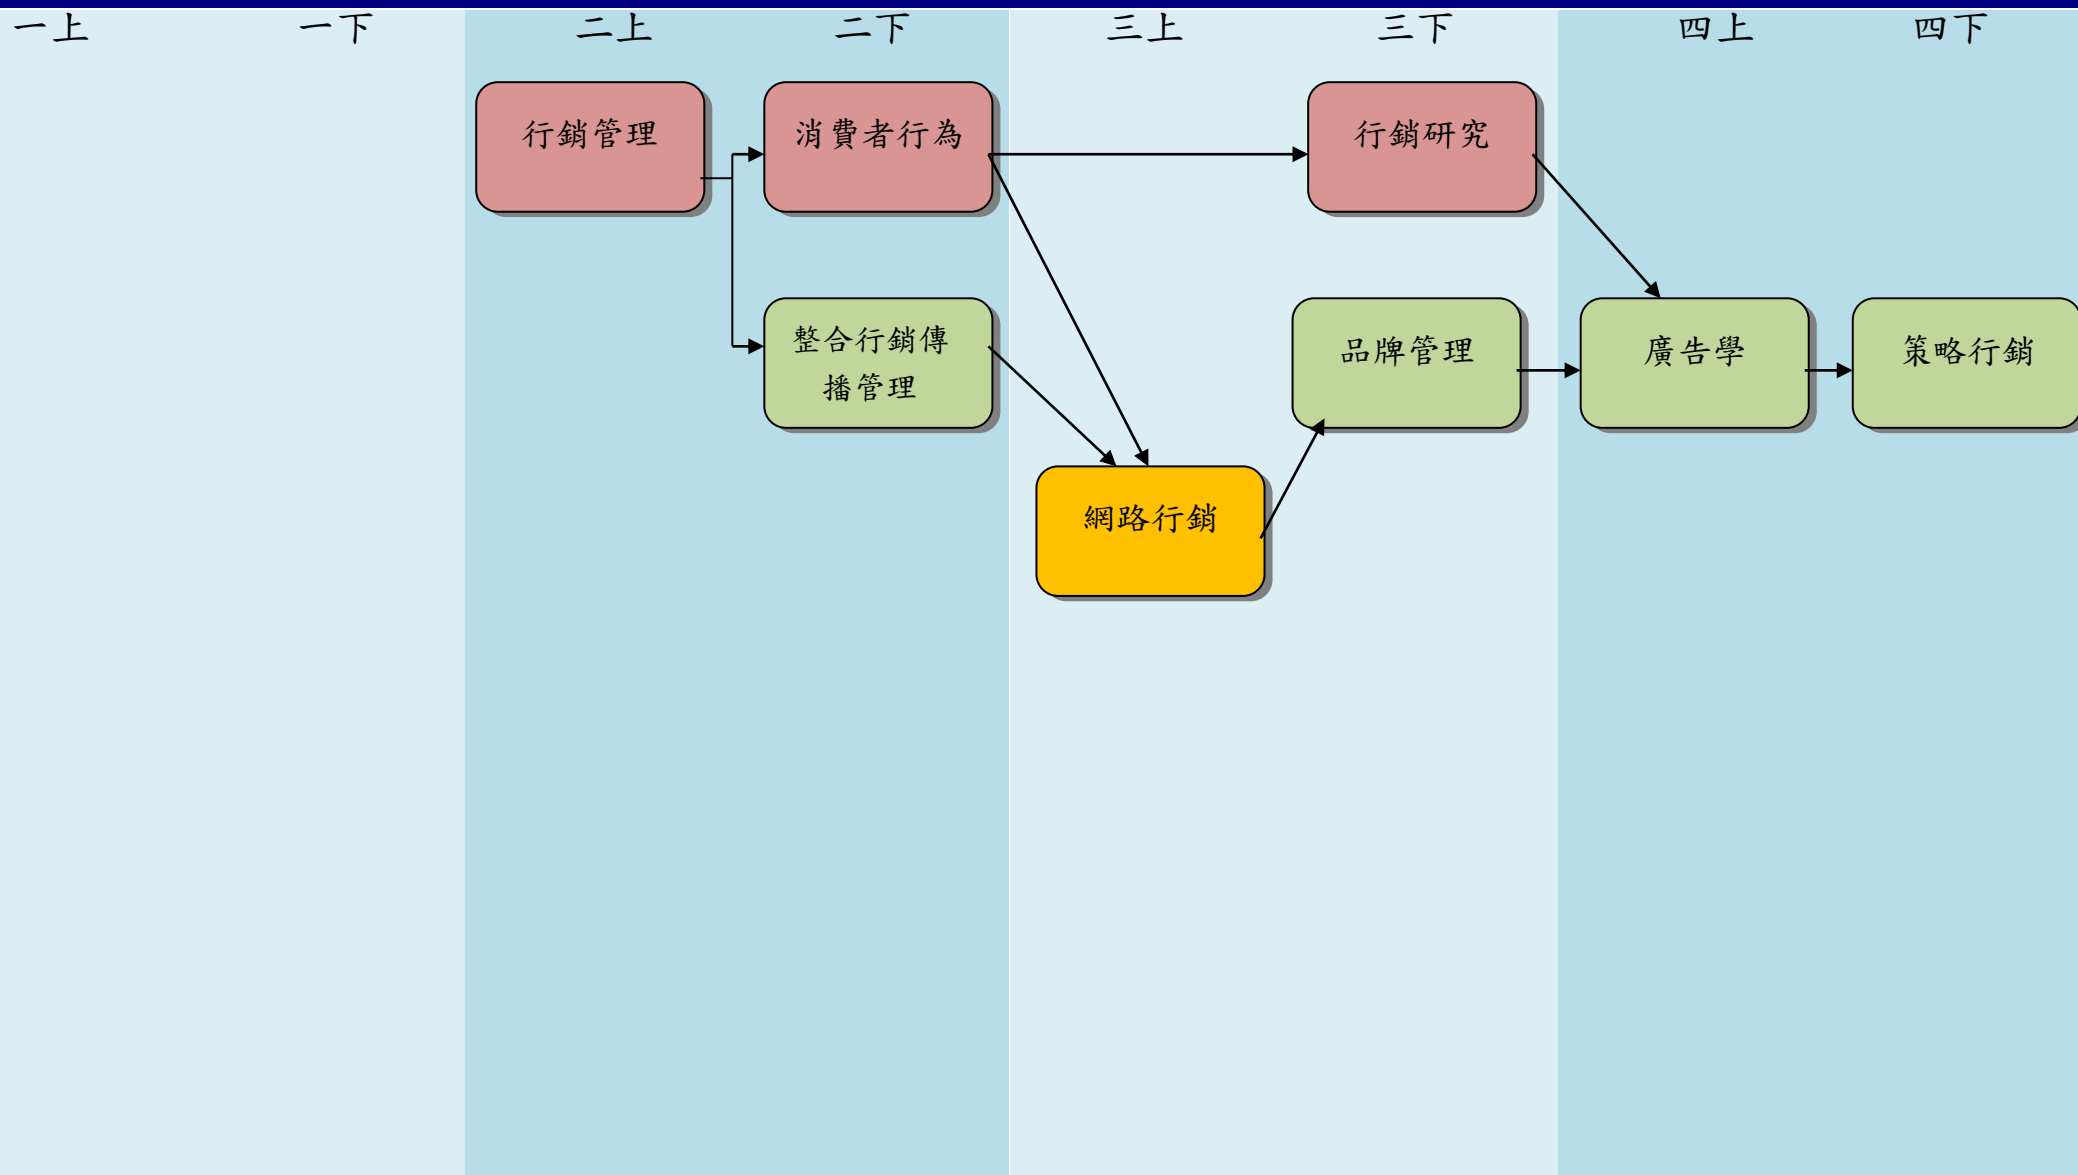 一上
一下
二上
二下
三上
三下
四上
四下
行銷管理
消費者行為
行銷研究
整合行銷傳
播管理
品牌管理
廣告學
策略行銷
網路行銷